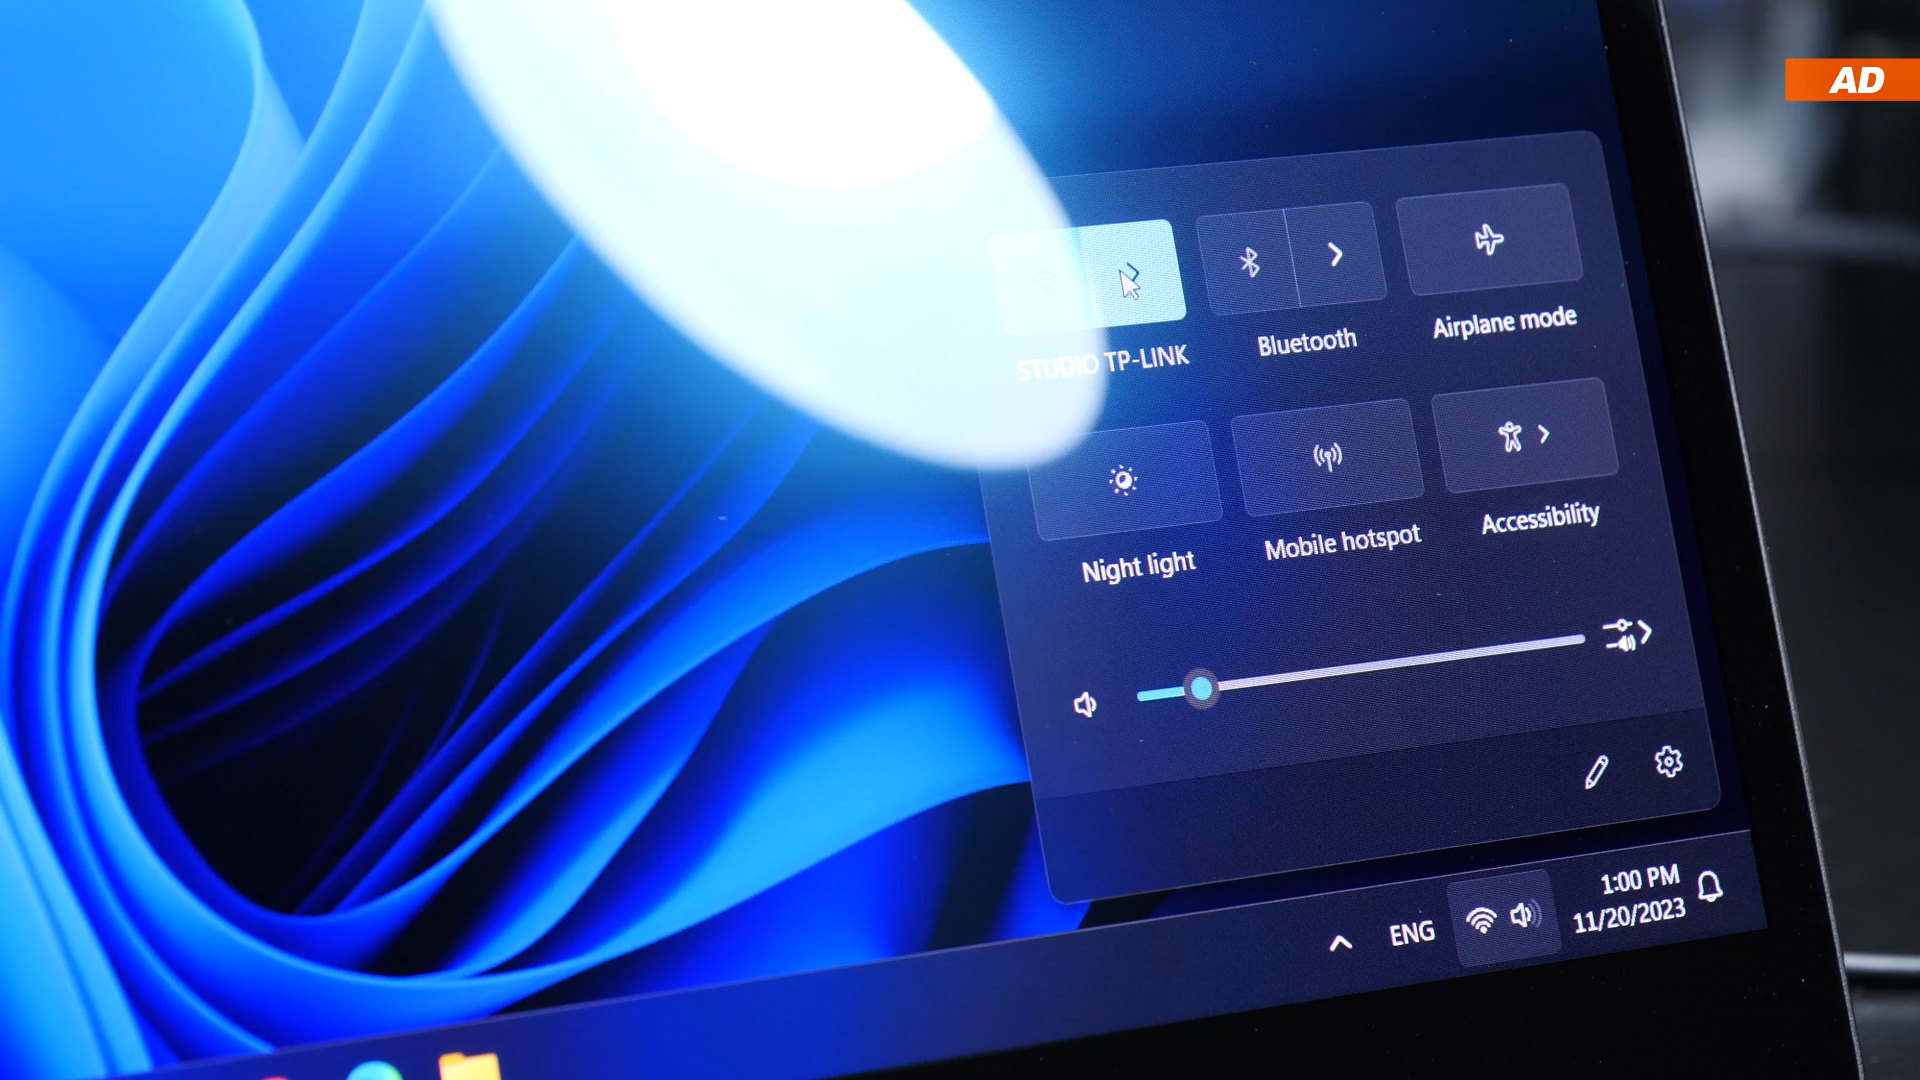 AD
STUDIO TP-LINK
Bluetooth
Airplane mode
Night light
Mobile hotspot
Accessibility
ENG
1:00 PM
11/20/2023